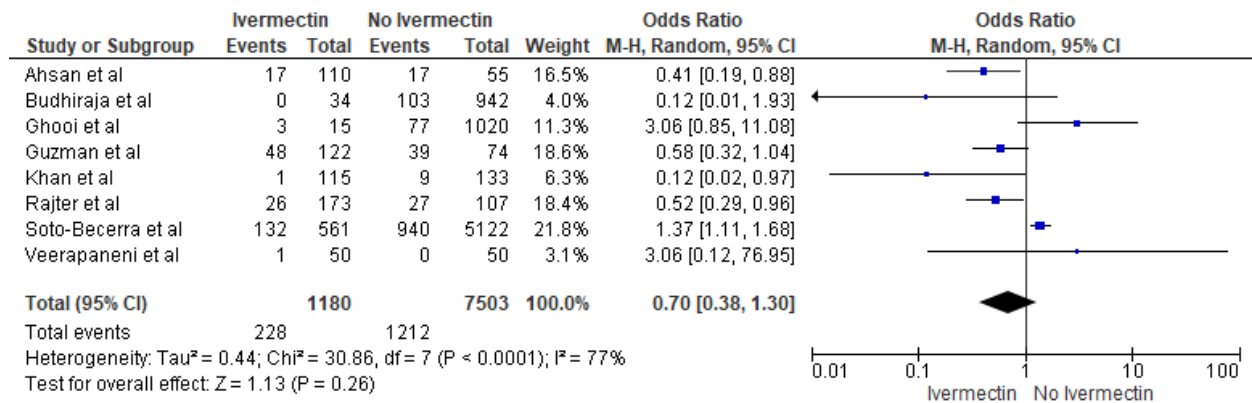 Ivermectin No Ivermectin Odds Ratio Odds Ratio
Study or Subgroup Events Total Events Total Weight M-H, Random, 95% CI M-H, Random, 95% CI
Ahsan et al 17 110 17 55 16.5% 0.41 [0.19, 0.88]
Budhiraja et al 0 34 103 942 4.0% 0.12 [0.01, 1.93]
Ghooi et al 3 15 77 1020 11.3% 3.06 [0.85, 11.08]
Guzman et al 48 122 39 74 18.6% 0.58 [0.32, 1.04]
Khan et al 1 115 9 133 6.3% 0.12 [0.02, 0.97]
Rajter et al 26 173 27 107 18.4% 0.52 [0.29, 0.96]
Soto-Becerra et al 132 561 940 5122 21.8% 1.37 [1.11, 1.68]
Veerapaneni et al 1 50 0 50 3.1% 3.06 [0.12, 76.95]
Total (95% CI) 1180 7503 100.0% 0.70 [0.38, 1.30]
Total events 228 1212
Heterogeneity: Tau² = 0.44; Chi² = 30.86, df = 7 (P < 0.0001); I² = 77%
Test for overall effect: Z = 1.13 (P = 0.26)
0.01 0.1 1 10 100
Ivermectin No Ivermectin